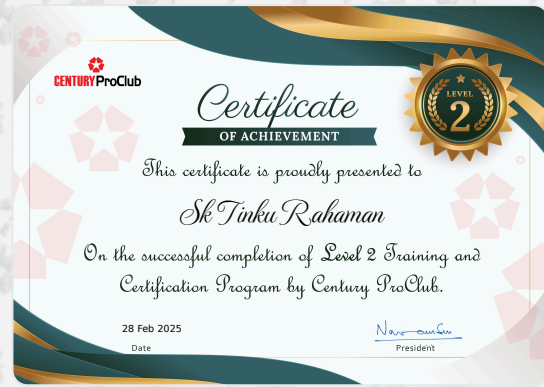 CENTURY ProClub
LEVEL
2
Certificate
OF ACHIEVEMENT
This certificate is proudly presented to
Sk Tinku Rahaman
On the successful completion of Level 2 Training and
Certification Program by Century ProClub.
28 Feb 2025
Date
President